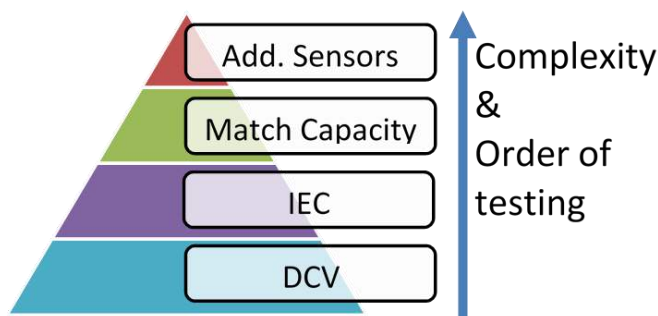 Add. Sensors
Match Capacity
IEC
DCV
Complexity
&
Order of
testing